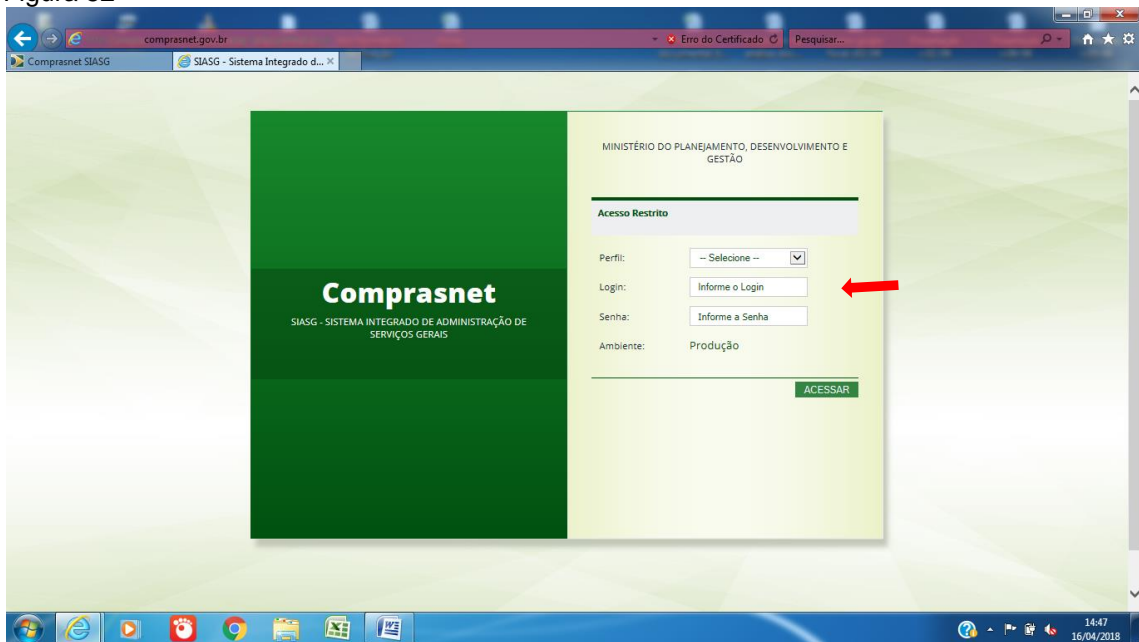 comprasnet.gov.br
Erro do Certificado
Pesquisar...
Comprasnet SIASG
SIASG - Sistema Integrado d...
MINISTÉRIO DO PLANEJAMENTO, DESENVOLVIMENTO E
GESTÃO
Acesso Restrito
Perfil:
-- Selecione --
Login:
Informe o Login
Senha:
Informe a Senha
Ambiente:
Produção
ACESSAR
Comprasnet
SIASG - SISTEMA INTEGRADO DE ADMINISTRAÇÃO DE
SERVIÇOS GERAIS
14:47
16/04/2018